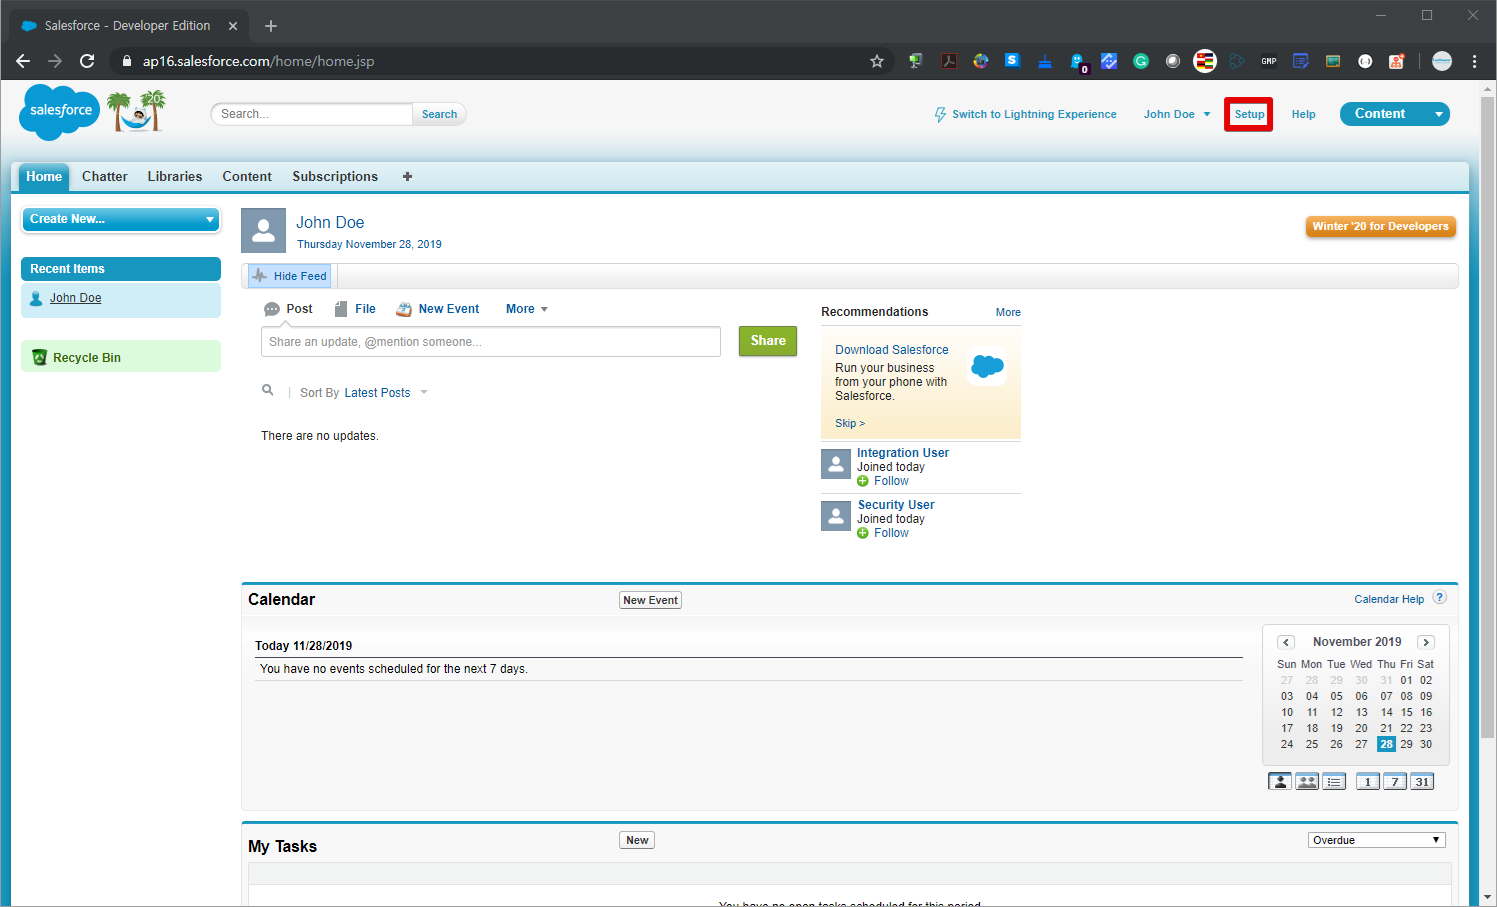 Salesforce - Developer Edition
ap16.salesforce.com/home/home.jsp
S
0
G
GMP
salesforce
20
Search...
Search
Switch to Lightning Experience
John Doe
Setup
Help
Content
Home
Chatter
Libraries
Content
Subscriptions
Create New...
Recent Items
John Doe
Recycle Bin
John Doe
Thursday November 28, 2019
Winter '20 for Developers
Hide Feed
Post
File
New Event
More
Share an update, @mention someone...
Share
Sort By Latest Posts
There are no updates.
Recommendations
More
Download Salesforce
Run your business
from your phone with
Salesforce.
Skip >
Integration User
Joined today
Follow
Security User
Joined today
Follow
Calendar
New Event
Calendar Help ?
Today 11/28/2019
You have no events scheduled for the next 7 days.
November 2019
Sun Mon Tue Wed Thu Fri Sat
27 28 29 30 31 01 02
03 04 05 06 07 08 09
10 11 12 13 14 15 16
17 18 19 20 21 22 23
24 25 26 27 28 29 30
1 7 31
My Tasks
New
Overdue
You have no open tasks scheduled for this period.